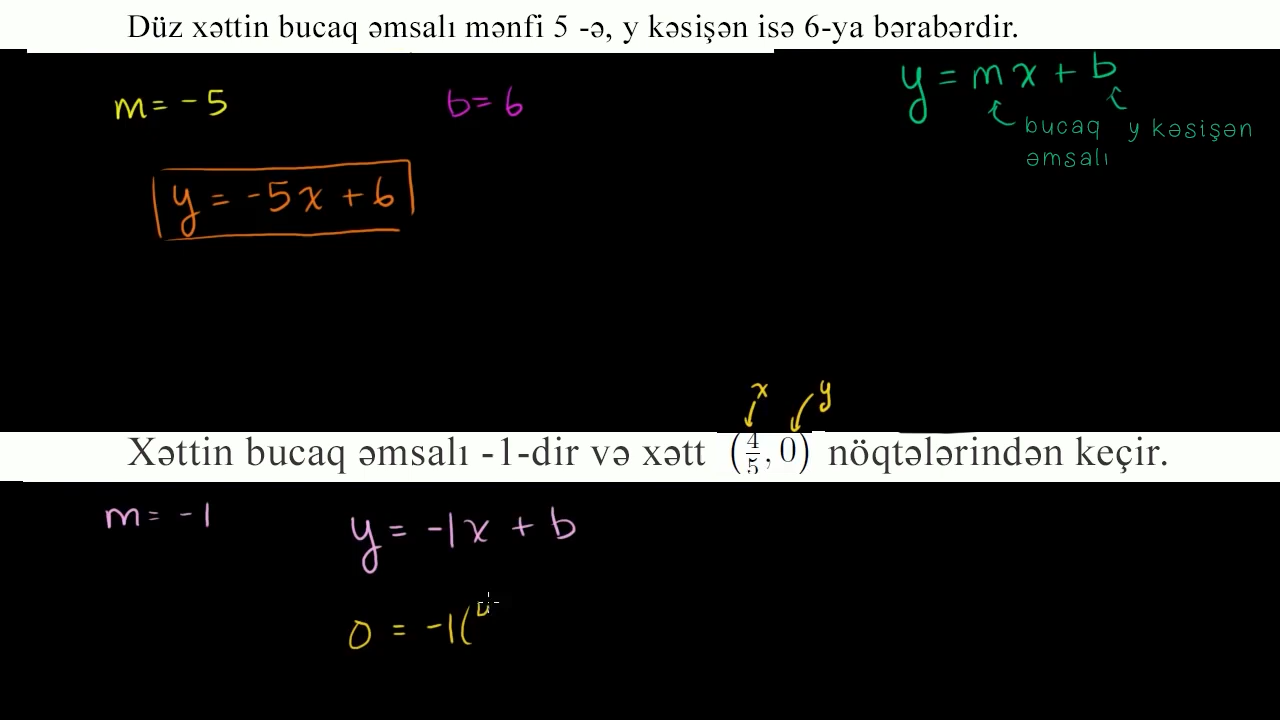 Düz xəttin bucaq əmsalı mənfi 5 -ə, y kəsişən isə 6-ya bərabərdir.
m = -5 b = 6 y = mx + b
bucaq əmsalı y kəsişən
y = -5x + 6
x y
Xəttin bucaq əmsalı -1-dir və xətt (4/5, 0) nöqtələrindən keçir.
m = -1 y = -1x + b
0 = -1(4